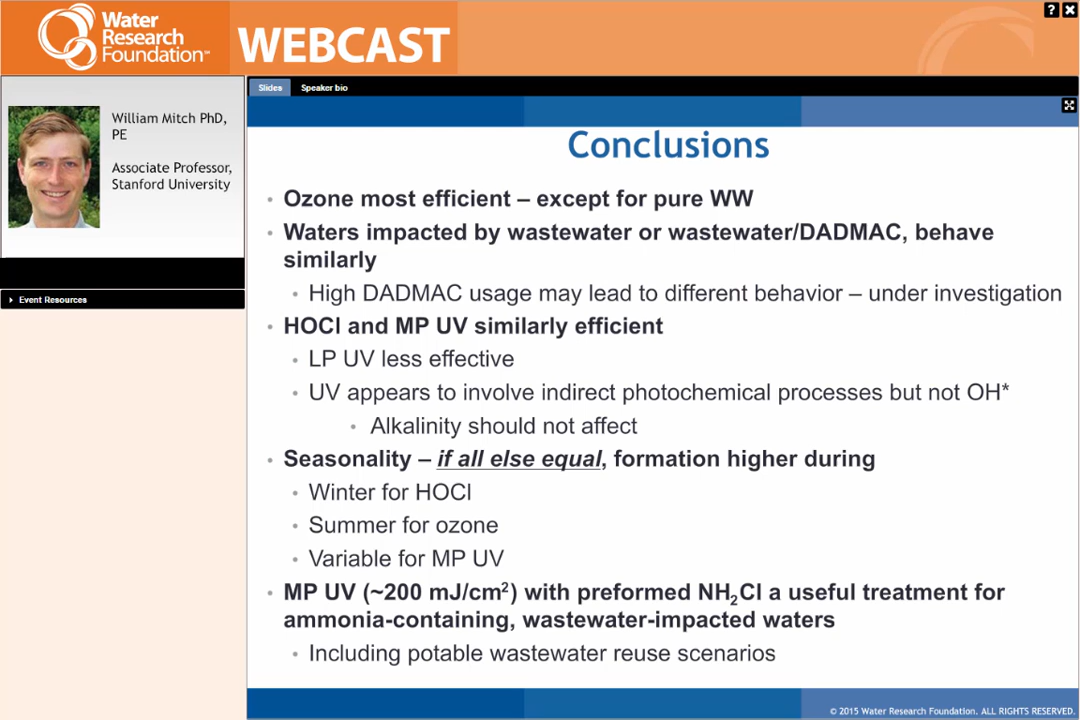 Water
Research
Foundation
WEBCAST
William Mitch PhD,
PE
Associate Professor,
Stanford University
Event Resources
Slides
Speaker bio
Conclusions
• Ozone most efficient – except for pure WW
• Waters impacted by wastewater or wastewater/DADMAC, behave
similarly
• High DADMAC usage may lead to different behavior – under investigation
• HOCl and MP UV similarly efficient
• LP UV less effective
• UV appears to involve indirect photochemical processes but not OH*
• Alkalinity should not affect
• Seasonality – if all else equal, formation higher during
• Winter for HOCl
• Summer for ozone
• Variable for MP UV
• MP UV (~200 mJ/cm²) with preformed NH₂Cl a useful treatment for
ammonia-containing, wastewater-impacted waters
• Including potable wastewater reuse scenarios
© 2015 Water Research Foundation. ALL RIGHTS RESERVED.